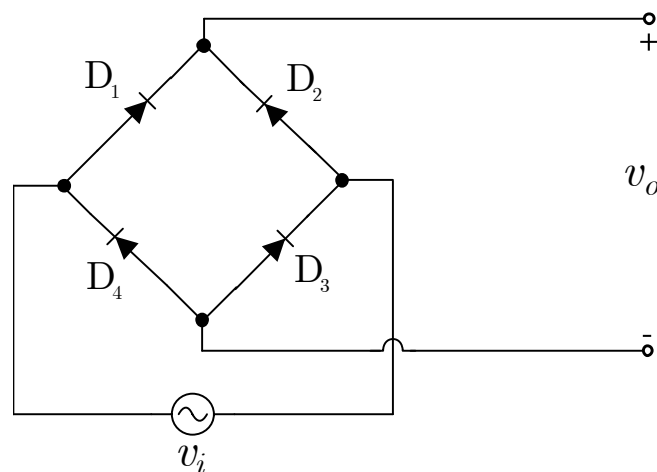 +
D₁
D₂
vₒ
D₄
D₃
-
vᵢ